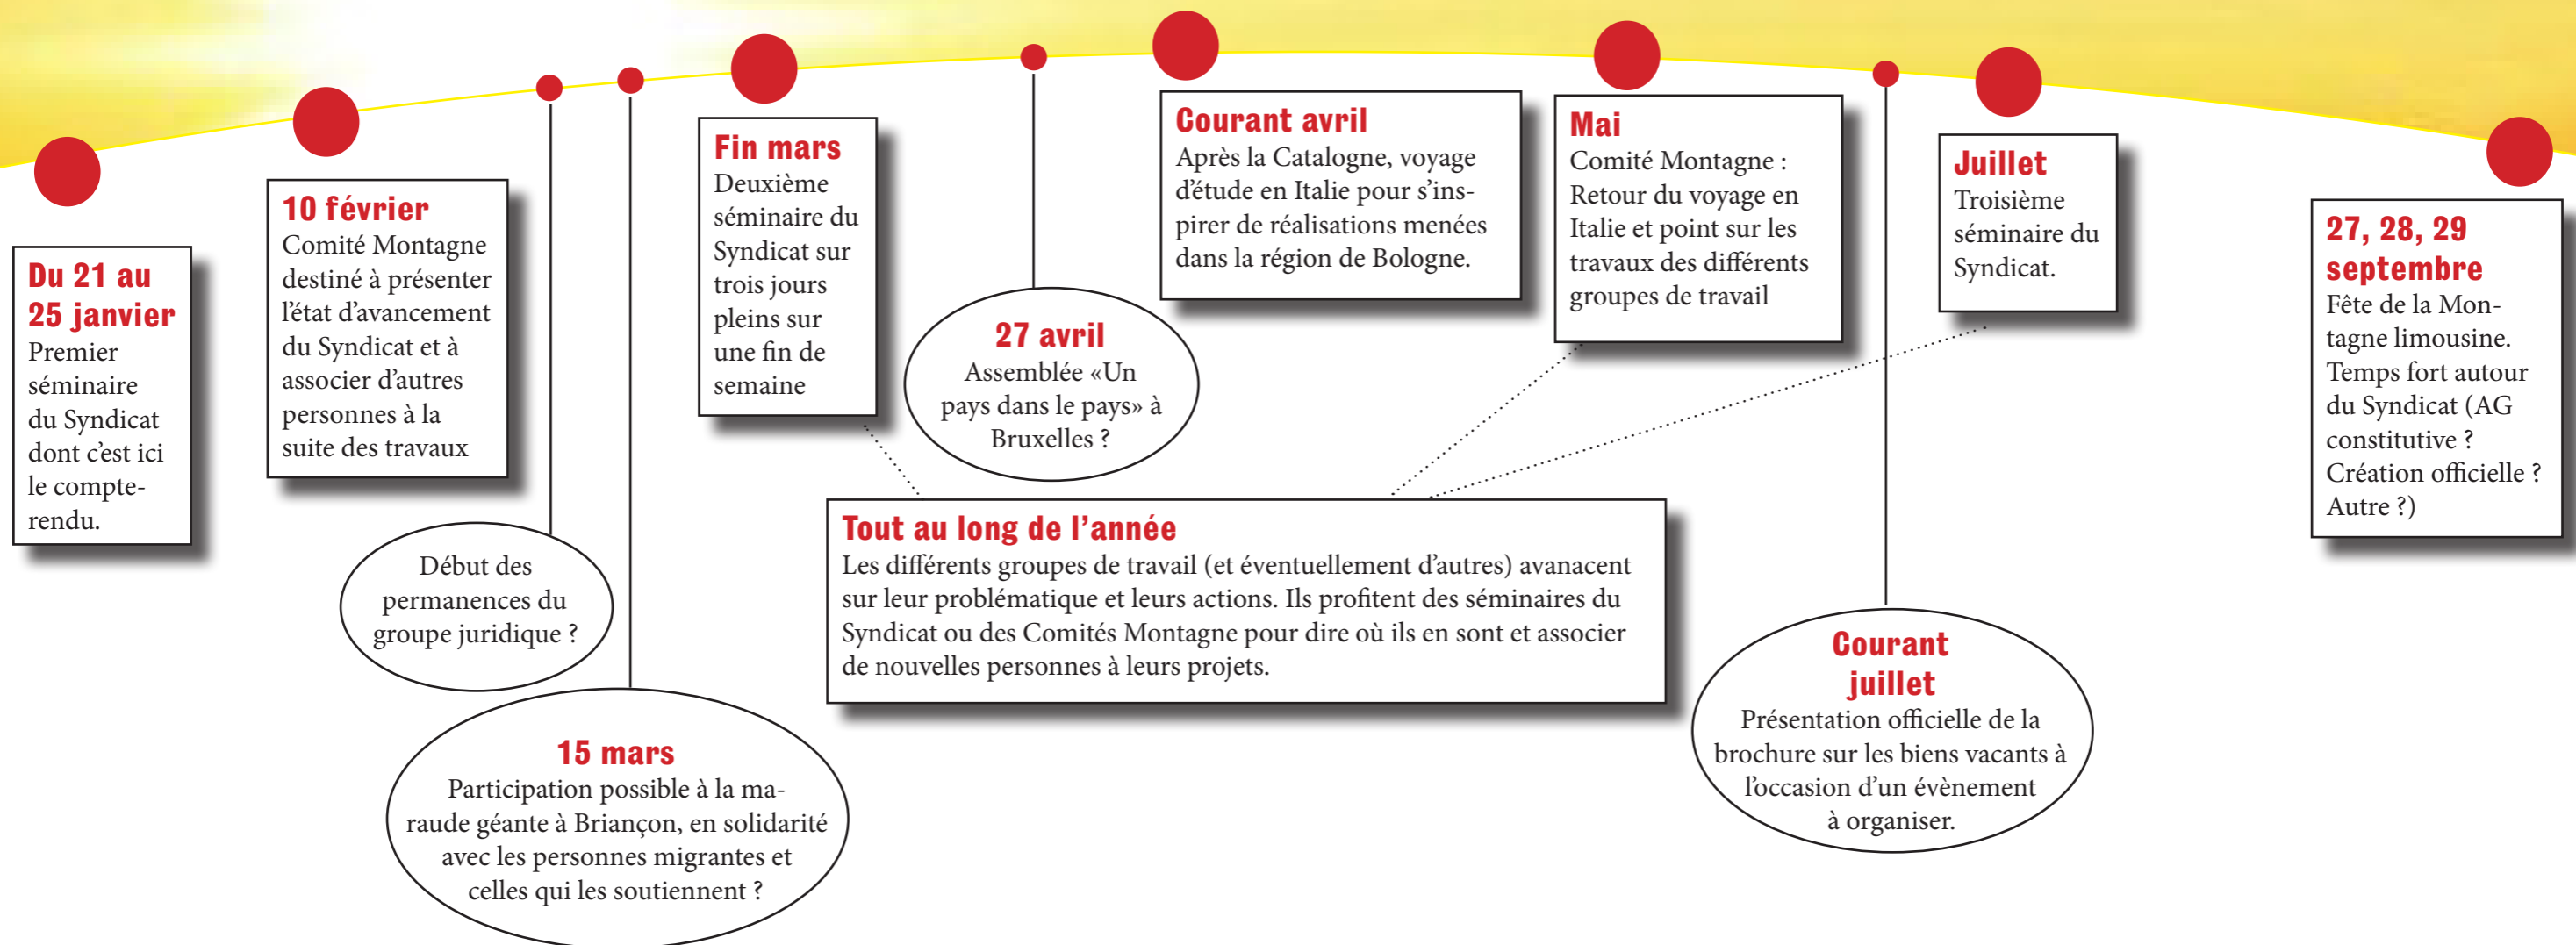 Du 21 au
25 janvier
Premier
séminaire
du Syndicat
dont c’est ici
le compte-
rendu.
10 février
Comité Montagne
destiné à présenter
l’état d’avancement
du Syndicat et à
associer d’autres
personnes à la
suite des travaux
Début des
permanences du
groupe juridique ?
15 mars
Participation possible à la ma-
raude géante à Briançon, en solidarité
avec les personnes migrantes et
celles qui les soutiennent ?
Fin mars
Deuxième
séminaire du
Syndicat sur
trois jours
pleins sur
une fin de
semaine
27 avril
Assemblée «Un
pays dans le pays» à
Bruxelles ?
Courant avril
Après la Catalogne, voyage
d’étude en Italie pour s’ins-
pirer de réalisations menées
dans la région de Bologne.
Mai
Comité Montagne :
Retour du voyage en
Italie et point sur les
travaux des différents
groupes de travail
Tout au long de l’année
Les différents groupes de travail (et éventuellement d’autres) avanacent
sur leur problématique et leurs actions. Ils profitent des séminaires du
Syndicat ou des Comités Montagne pour dire où ils en sont et associer
de nouvelles personnes à leurs projets.
Courant
juillet
Présentation officielle de la
brochure sur les biens vacants à
l’occasion d’un évènement
à organiser.
Juillet
Troisième
séminaire du
Syndicat.
27, 28, 29
septembre
Fête de la Mon-
tagne limousine.
Temps fort autour
du Syndicat (AG
constitutive ?
Création officielle ?
Autre ?)